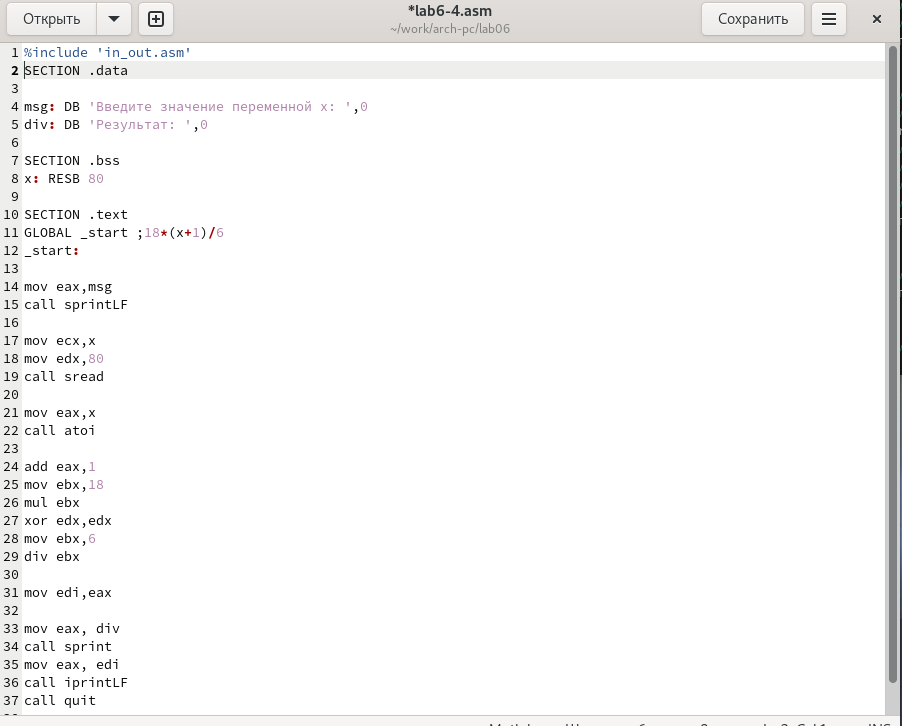 Открыть
*lab6-4.asm
~/work/arch-pc/lab06
Сохранить
1 %include 'in_out.asm'
2 SECTION .data
3
4 msg: DB 'Введите значение переменной x: ',0
5 div: DB 'Результат: ',0
6
7 SECTION .bss
8 x: RESB 80
9
10 SECTION .text
11 GLOBAL _start ;18*(x+1)/6
12 _start:
13
14 mov eax,msg
15 call sprintLF
16
17 mov ecx,x
18 mov edx,80
19 call sread
20
21 mov eax,x
22 call atoi
23
24 add eax,1
25 mov ebx,18
26 mul ebx
27 xor edx,edx
28 mov ebx,6
29 div ebx
30
31 mov edi,eax
32
33 mov eax, div
34 call sprint
35 mov eax, edi
36 call iprintLF
37 call quit